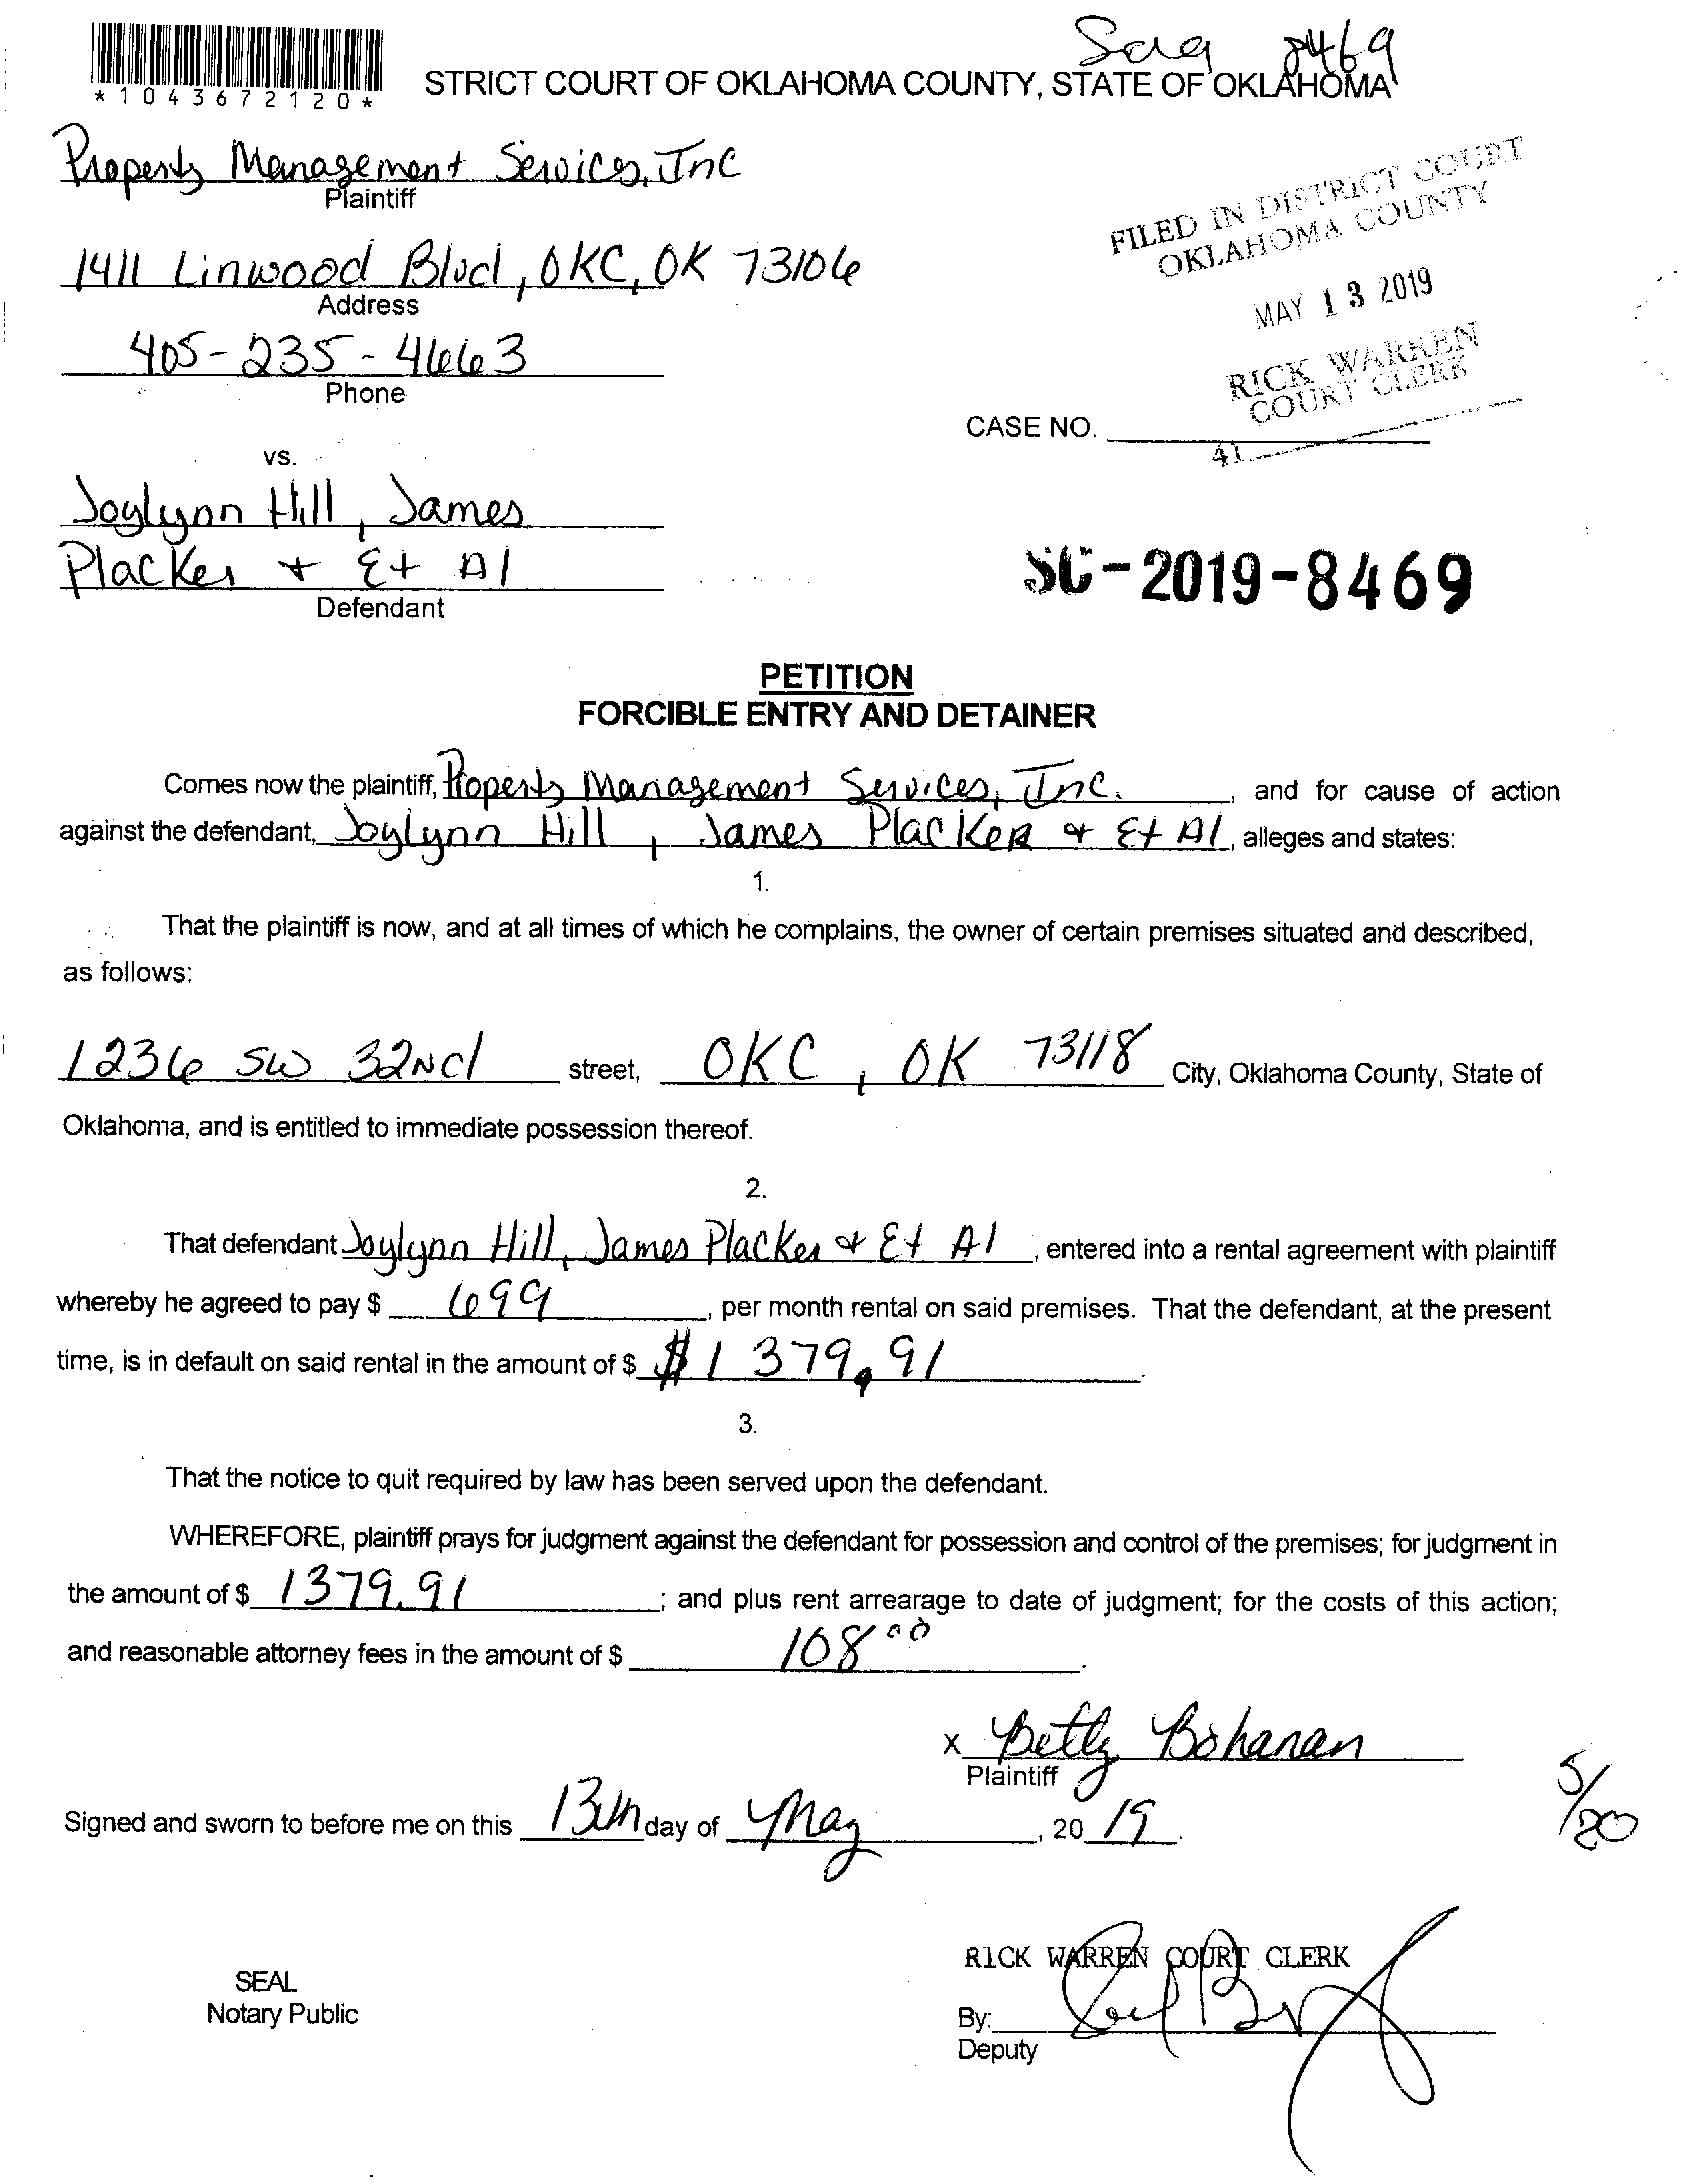 Sara 8469
*1043672120*
STRICT COURT OF OKLAHOMA COUNTY, STATE OF OKLAHOMA
Property Management Services, Inc
Plaintiff
1411 Linwood Blvd, OKC, OK 73106
Address
405-235-4663
Phone
FILED IN DISTRICT COURT
OKLAHOMA COUNTY
MAY 13 2019
RICK WARREN
COURT CLERK
CASE NO.
41
vs.
Joylynn Hill, James
Placker + Et Al
Defendant
SC-2019-8469
PETITION
FORCIBLE ENTRY AND DETAINER
Comes now the plaintiff, Property Management Services, Inc. , and for cause of action
against the defendant, Joylynn Hill, James Placker & Et Al, alleges and states:
1.
That the plaintiff is now, and at all times of which he complains, the owner of certain premises situated and described,
as follows:
1236 SW 32nd street, OKC, OK 73118 City, Oklahoma County, State of
Oklahoma, and is entitled to immediate possession thereof.
2.
That defendant Joylynn Hill, James Placker & Et Al, entered into a rental agreement with plaintiff
whereby he agreed to pay $ 699, per month rental on said premises. That the defendant, at the present
time, is in default on said rental in the amount of $ $1379.91.
3.
That the notice to quit required by law has been served upon the defendant.
WHEREFORE, plaintiff prays for judgment against the defendant for possession and control of the premises; for judgment in
the amount of $ 1379.91; and plus rent arrearage to date of judgment; for the costs of this action;
and reasonable attorney fees in the amount of $ 108 00.
x Betty Bohanan
Plaintiff
5/20
Signed and sworn to before me on this 13th day of May, 20 19.
RICK WARREN COURT CLERK
SEAL
Notary Public
By:
Deputy